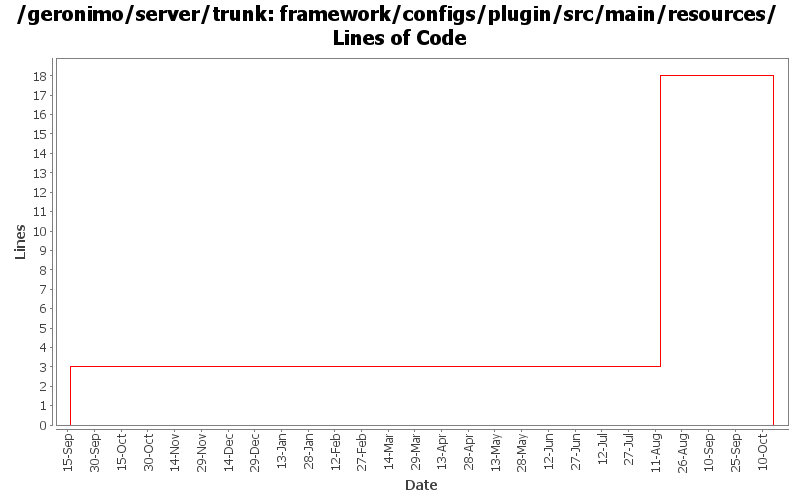 /geronimo/server/trunk: framework/configs/plugin/src/main/resources/
Lines of Code
18
17
16
15
14
13
12
11
10
9
8
7
6
5
4
3
2
1
0
Lines
15-Sep
30-Sep
15-Oct
30-Oct
14-Nov
29-Nov
14-Dec
29-Dec
13-Jan
28-Jan
12-Feb
27-Feb
14-Mar
29-Mar
13-Apr
28-Apr
13-May
28-May
12-Jun
27-Jun
12-Jul
27-Jul
11-Aug
26-Aug
10-Sep
25-Sep
10-Oct
Date